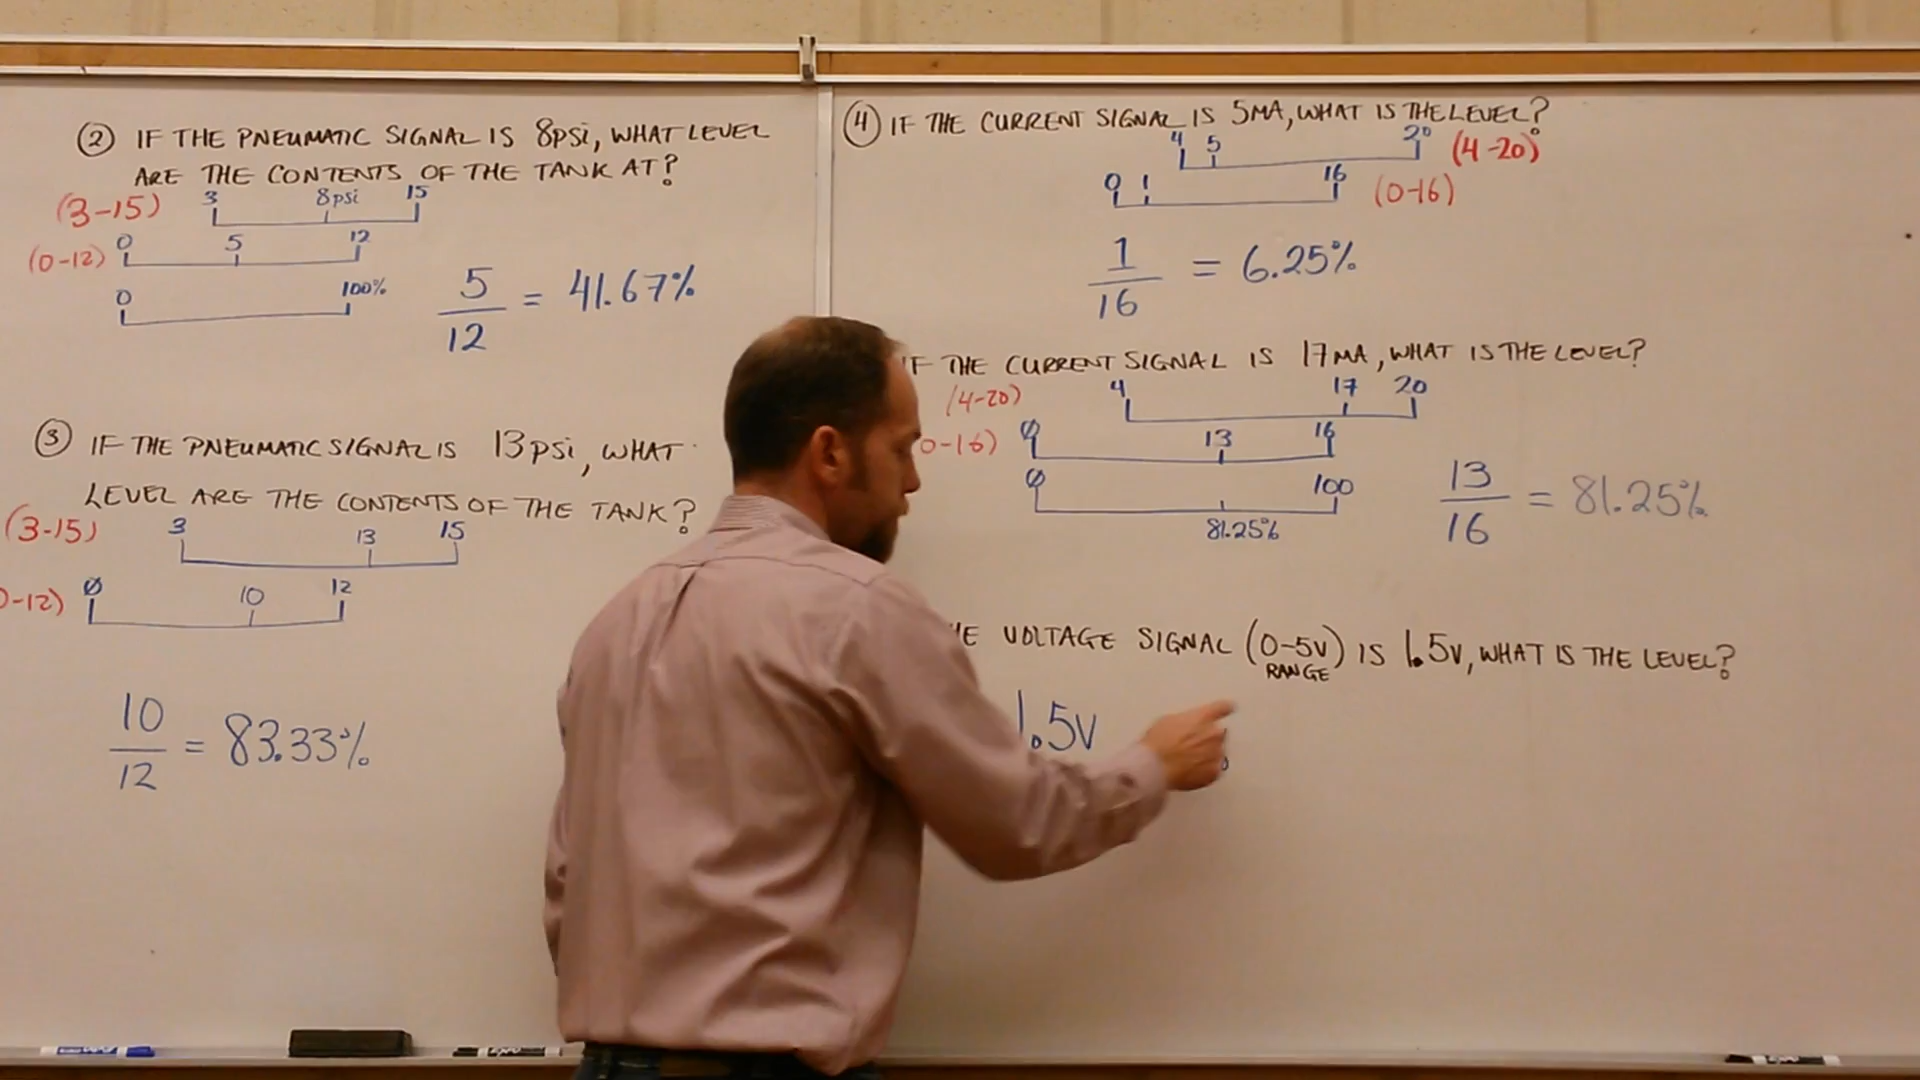 ② IF THE PNEUMATIC SIGNAL IS 8psi, WHAT LEVEL
ARE THE CONTENTS OF THE TANK AT?
(3-15) 3 8psi 15
(0-12) 0 5 12
0 100%
5/12 = 41.67%
③ IF THE PNEUMATIC SIGNAL IS 13psi, WHAT
LEVEL ARE THE CONTENTS OF THE TANK?
(3-15) 3 13 15
-12) Ø 10 12
10/12 = 83.33%
④ IF THE CURRENT SIGNAL IS 5MA, WHAT IS THE LEVEL?
4 5 20 (4-20)
0 1 16 (0-16)
1/16 = 6.25%
F THE CURRENT SIGNAL IS 17MA, WHAT IS THE LEVEL?
(4-20) 4 17 20
0-16) Ø 13 16
Ø 100
81.25%
13/16 = 81.25%
HE VOLTAGE SIGNAL (0-5V) IS 1.5V, WHAT IS THE LEVEL?
RANGE
1.5V